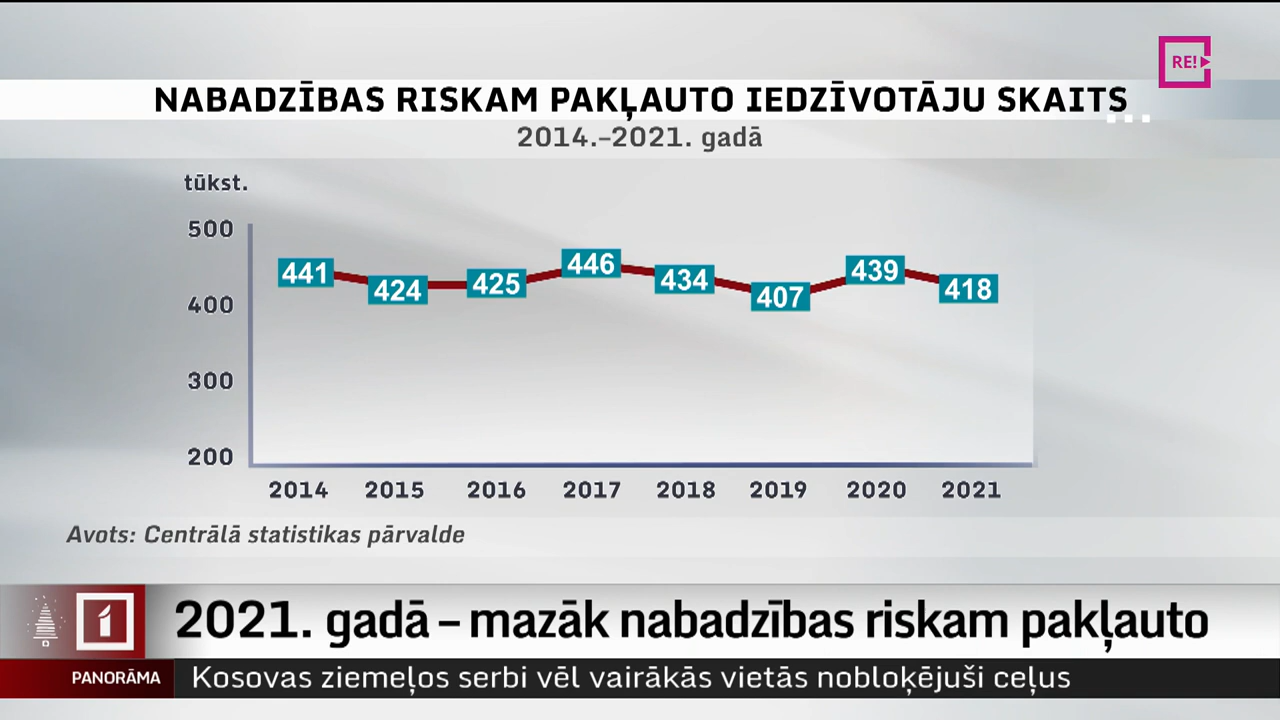 RE!
NABADZĪBAS RISKAM PAKĻAUTO IEDZĪVOTĀJU SKAITS
2014.–2021. gadā
tūkst.
500
441 424 425 446 434 407 439 418
400
300
200
2014 2015 2016 2017 2018 2019 2020 2021
Avots: Centrālā statistikas pārvalde
1 2021. gadā – mazāk nabadzības riskam pakļauto
PANORĀMA Kosovas ziemeļos serbi vēl vairākās vietās nobloķējuši ceļus